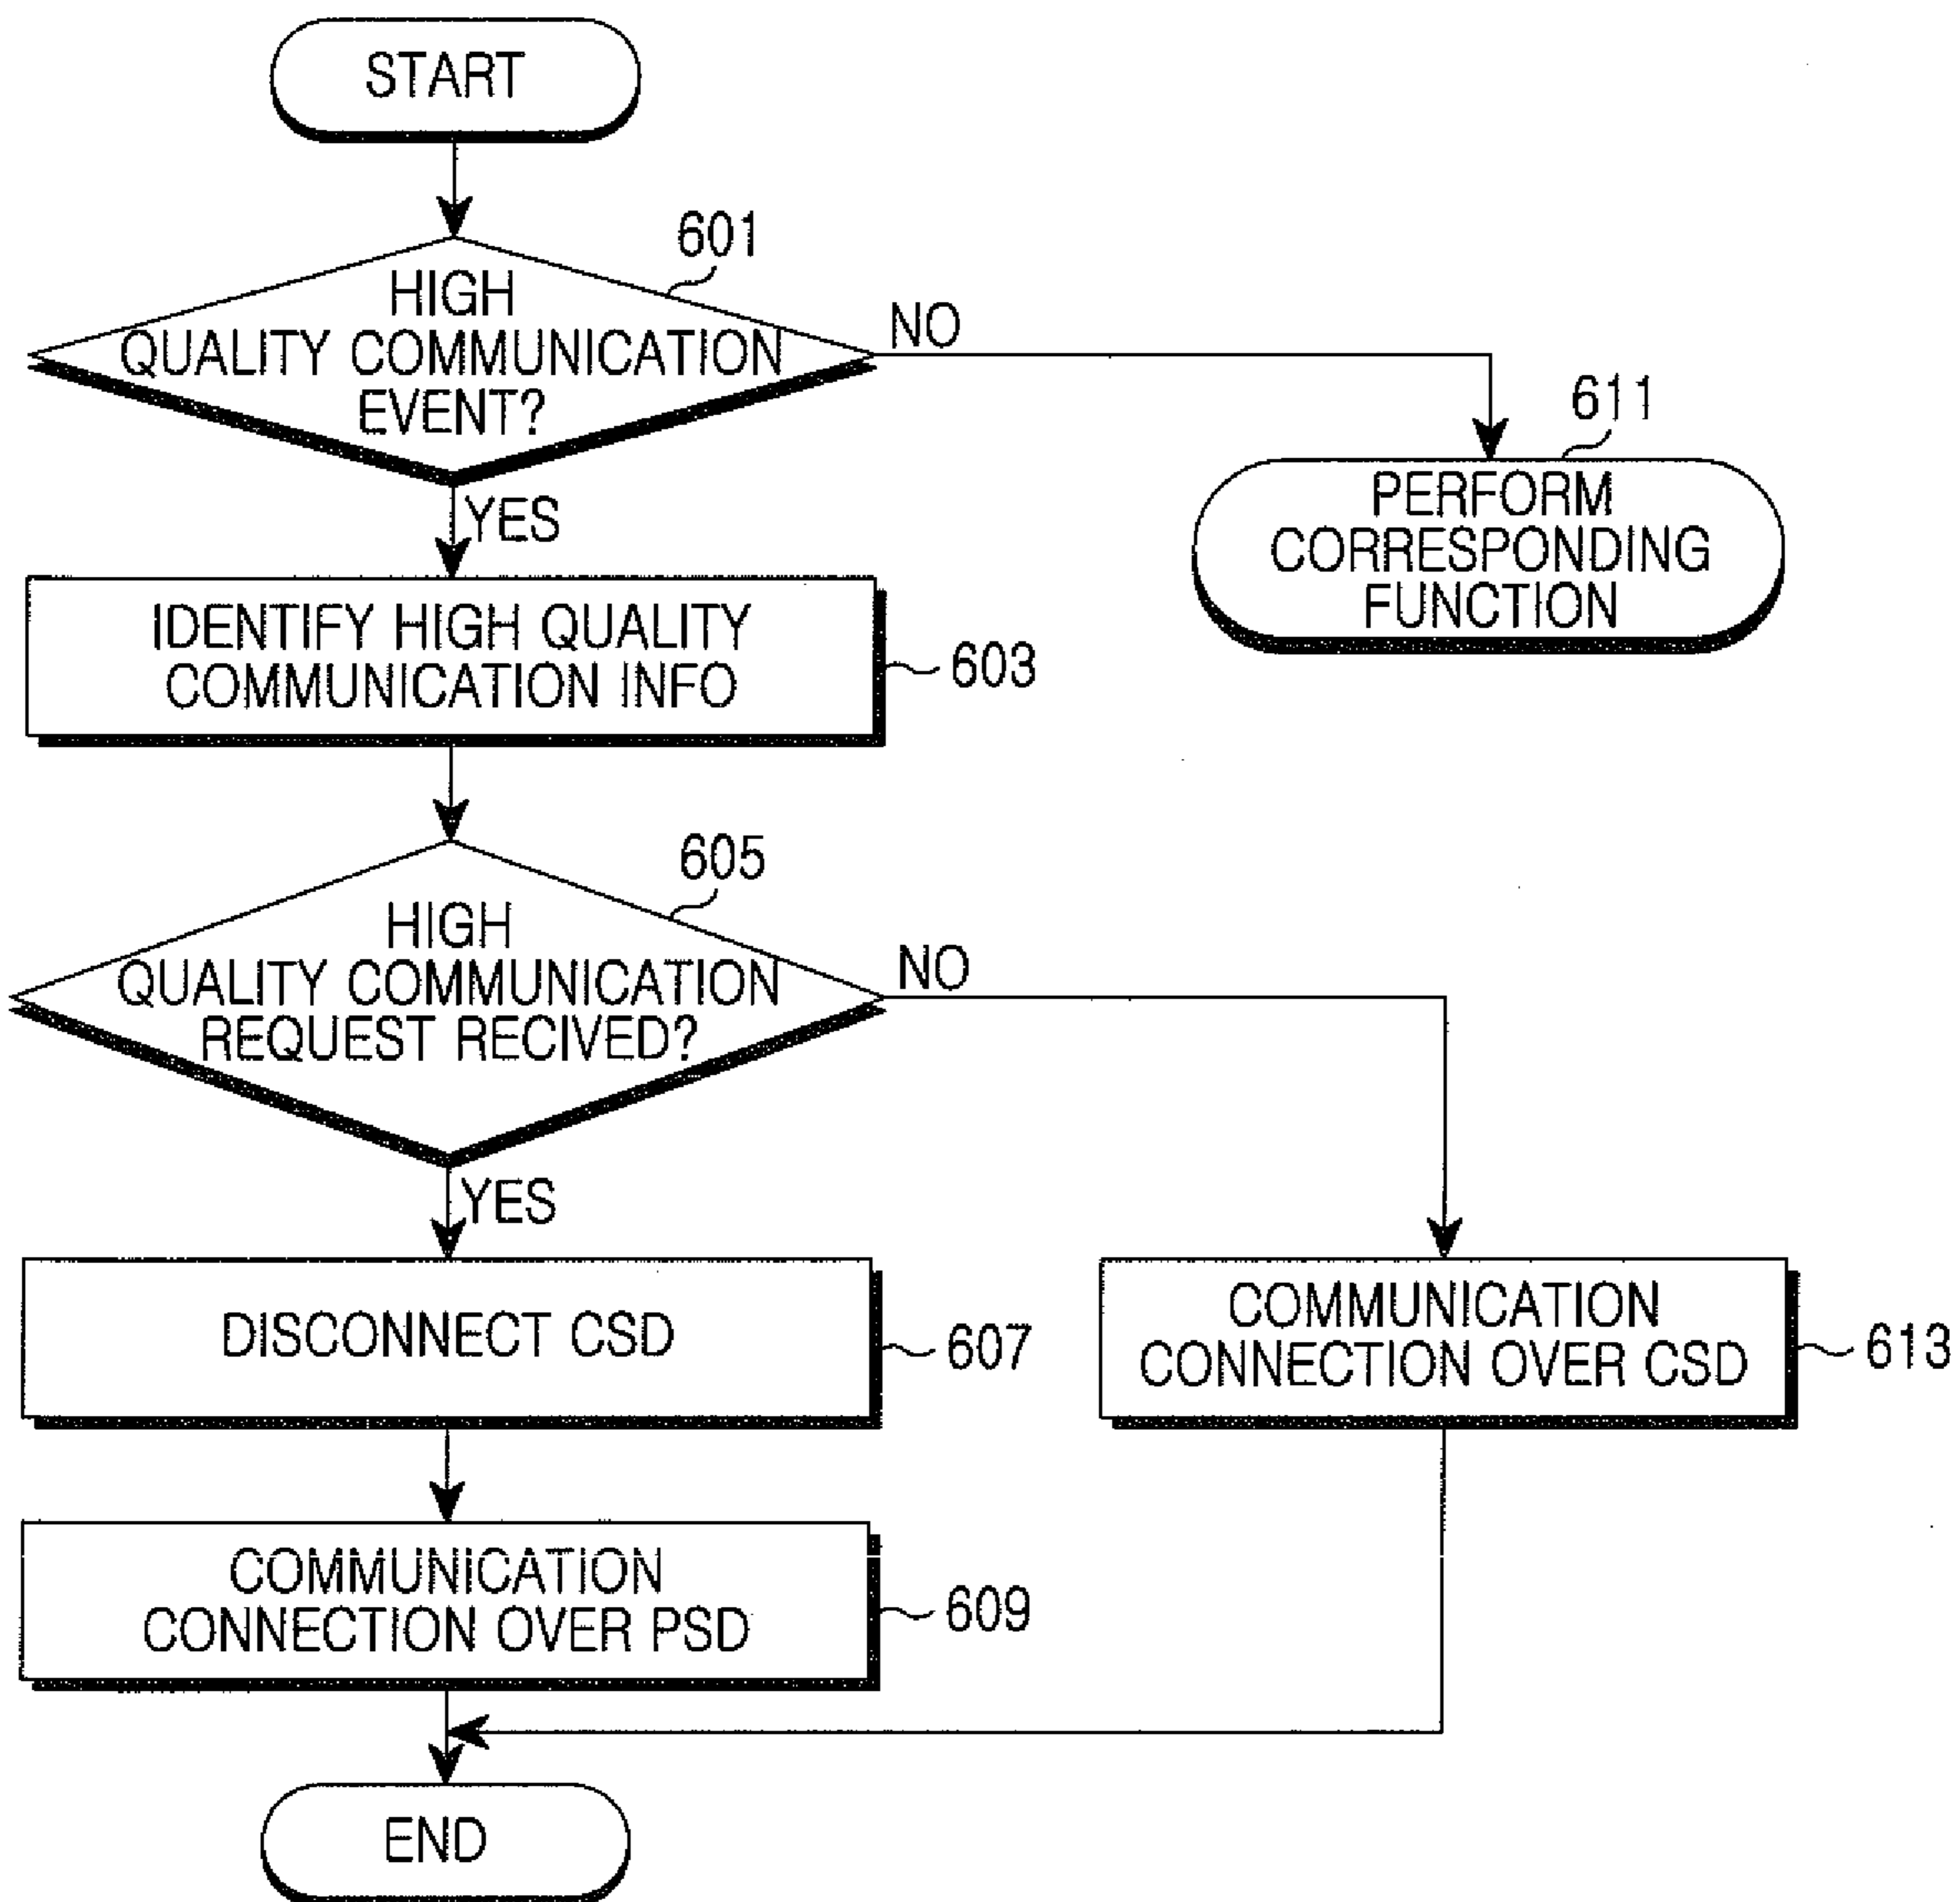 START
601
HIGH
QUALITY COMMUNICATION
EVENT?
NO
YES
611
PERFORM
CORRESPONDING
FUNCTION
IDENTIFY HIGH QUALITY
COMMUNICATION INFO
603
605
HIGH
QUALITY COMMUNICATION
REQUEST RECIVED?
NO
YES
DISCONNECT CSD
607
COMMUNICATION
CONNECTION OVER CSD
613
COMMUNICATION
CONNECTION OVER PSD
609
END